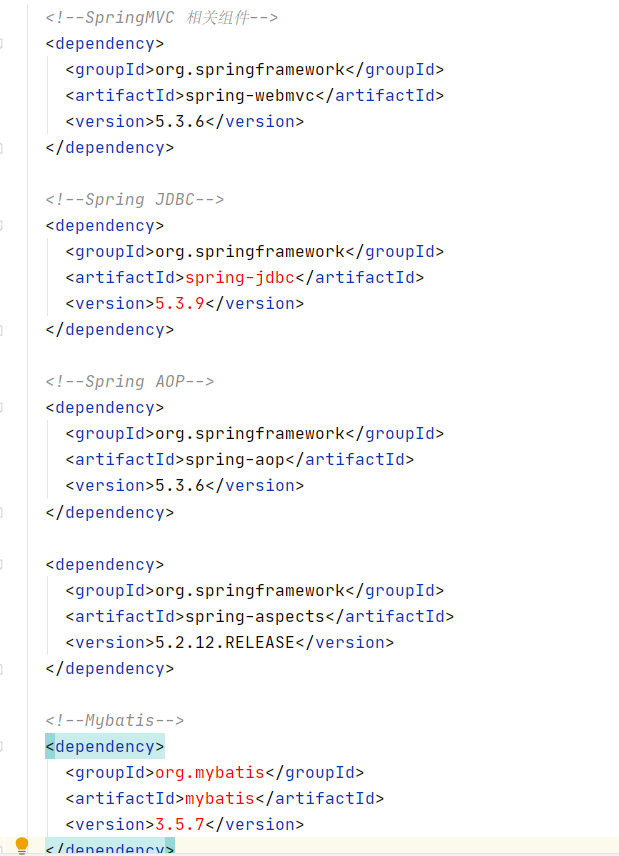 <!--SpringMVC 相关组件-->
<dependency>
<groupId>org.springframework</groupId>
<artifactId>spring-webmvc</artifactId>
<version>5.3.6</version>
</dependency>
<!--Spring JDBC-->
<dependency>
<groupId>org.springframework</groupId>
<artifactId>spring-jdbc</artifactId>
<version>5.3.9</version>
</dependency>
<!--Spring AOP-->
<dependency>
<groupId>org.springframework</groupId>
<artifactId>spring-aop</artifactId>
<version>5.3.6</version>
</dependency>
<dependency>
<groupId>org.springframework</groupId>
<artifactId>spring-aspects</artifactId>
<version>5.2.12.RELEASE</version>
</dependency>
<!--Mybatis-->
<dependency>
<groupId>org.mybatis</groupId>
<artifactId>mybatis</artifactId>
<version>3.5.7</version>
</dependency>